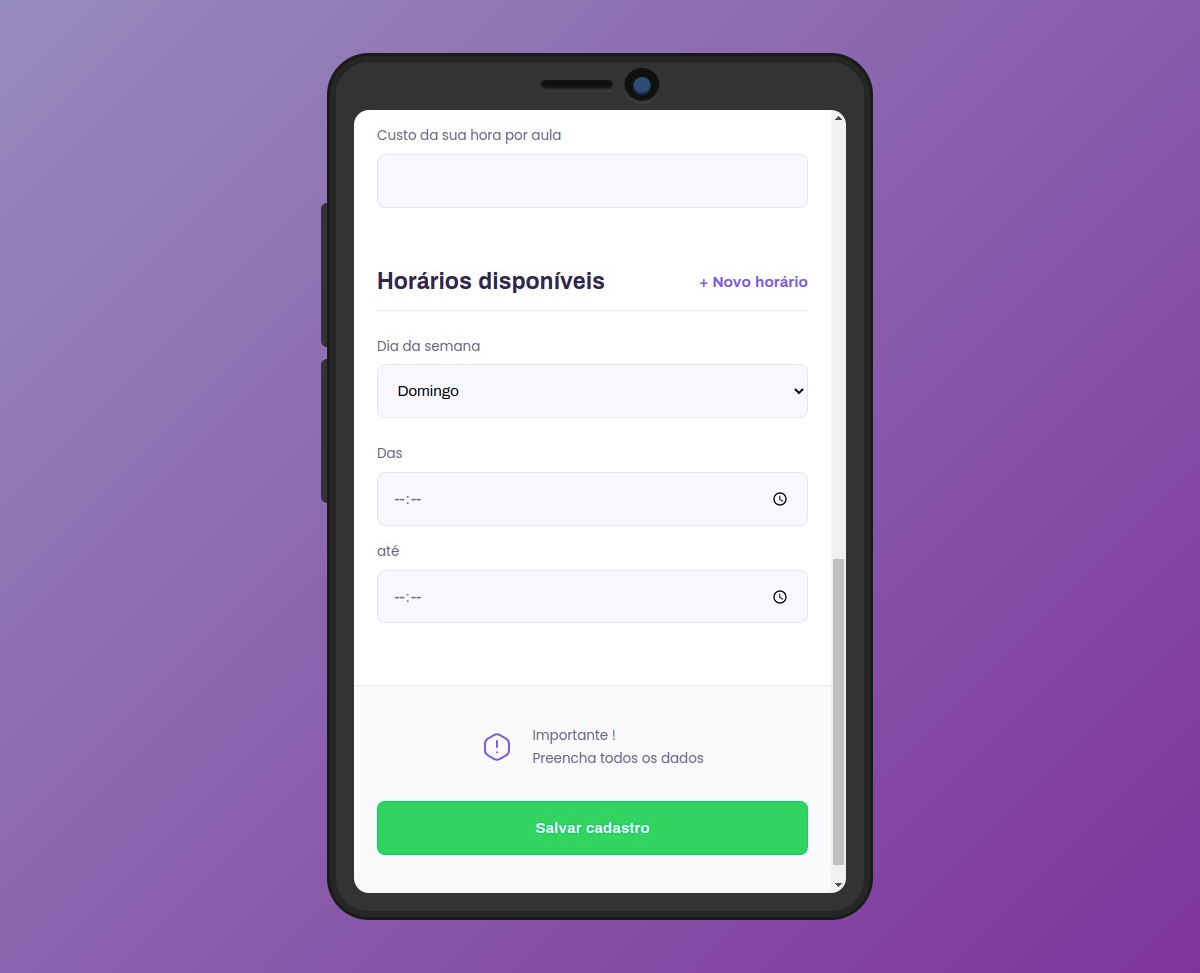 Custo da sua hora por aula
Horários disponíveis
+ Novo horário
Dia da semana
Domingo
Das
--:--
até
--:--
Importante !
Preencha todos os dados
Salvar cadastro